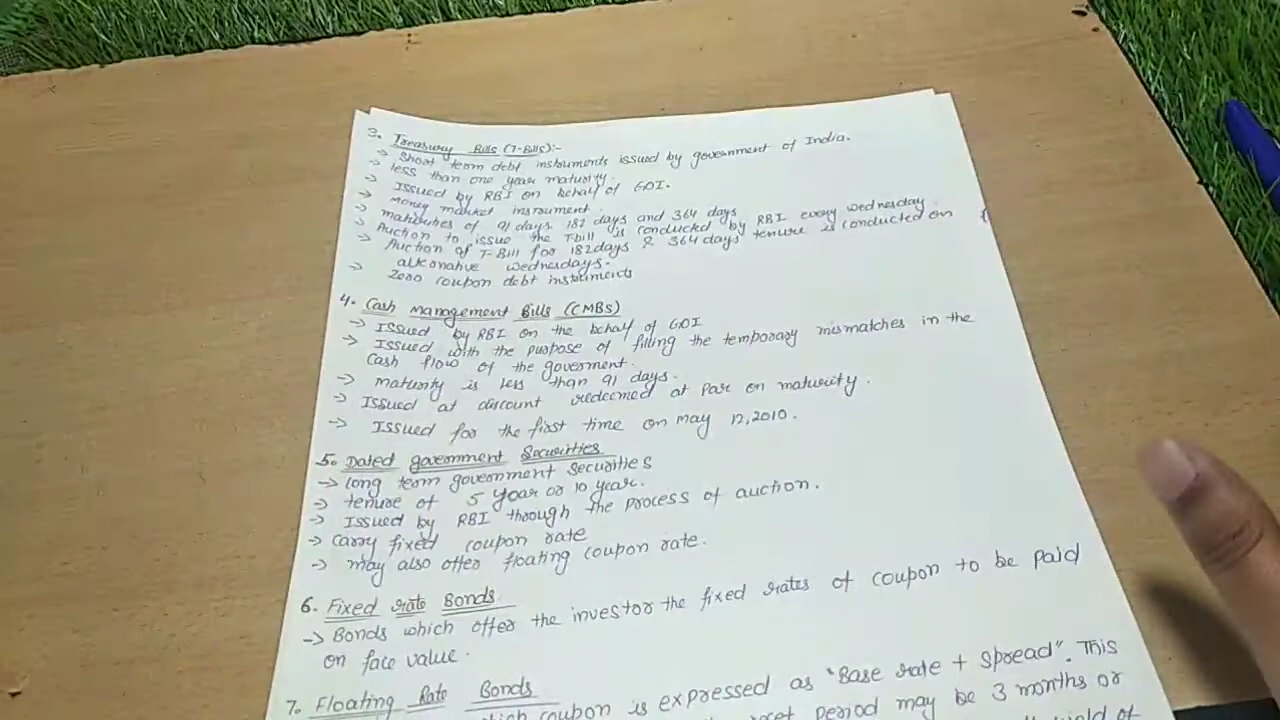 3. Treasury Bills (T-Bills):-
→ Short term debt instruments issued by government of India.
→ less than one year maturity.
→ Issued by RBI on behalf of GOI.
→ Money market instrument.
→ maturities of 91 days, 182 days and 364 days
→ Auction to issue the T-bill is conducted by RBI every wednesday.
→ Auction of T-Bill for 182 days & 364 days tenure is conducted on
alternative wednesdays.
→ Zero coupon debt instruments
4. Cash Management Bills (CMBs)
→ Issued by RBI on the behalf of GOI
→ Issued with the purpose of filling the temporary mismatches in the
Cash flow of the goverment.
→ maturity is less than 91 days.
→ Issued at discount redeemed at Par on maturity.
→ Issued for the first time on may 12, 2010.
5. Dated government Securities
→ long term government securities
→ tenure of 5 year or 10 year.
→ Issued by RBI through the process of auction.
→ Carry fixed coupon rate
→ may also offer floating coupon rate.
6. Fixed rate Bonds.
→ Bonds which offer the investor the fixed rates of coupon to be paid
on face value.
7. Floating Rate Bonds
which coupon is expressed as "Base rate + spread". This
reset period may be 3 months or
yield of